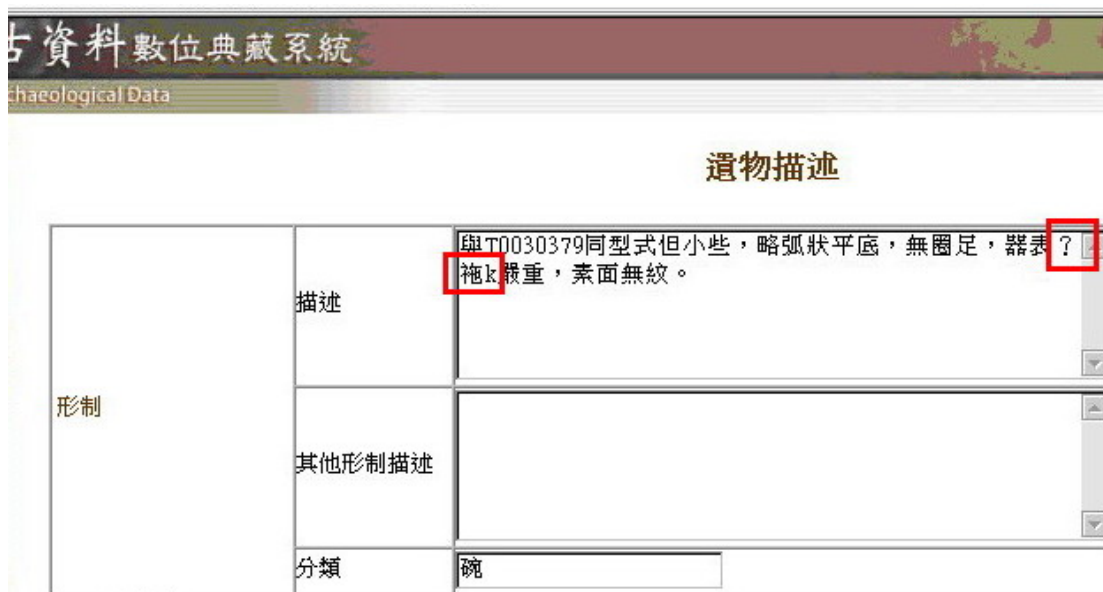 古資料數位典藏系統
chaeological Data
遺物描述
與T0030379同型式但小些，略弧狀平底，無圈足，器表？
袘k嚴重，素面無紋。
描述
形制
其他形制描述
分類
碗